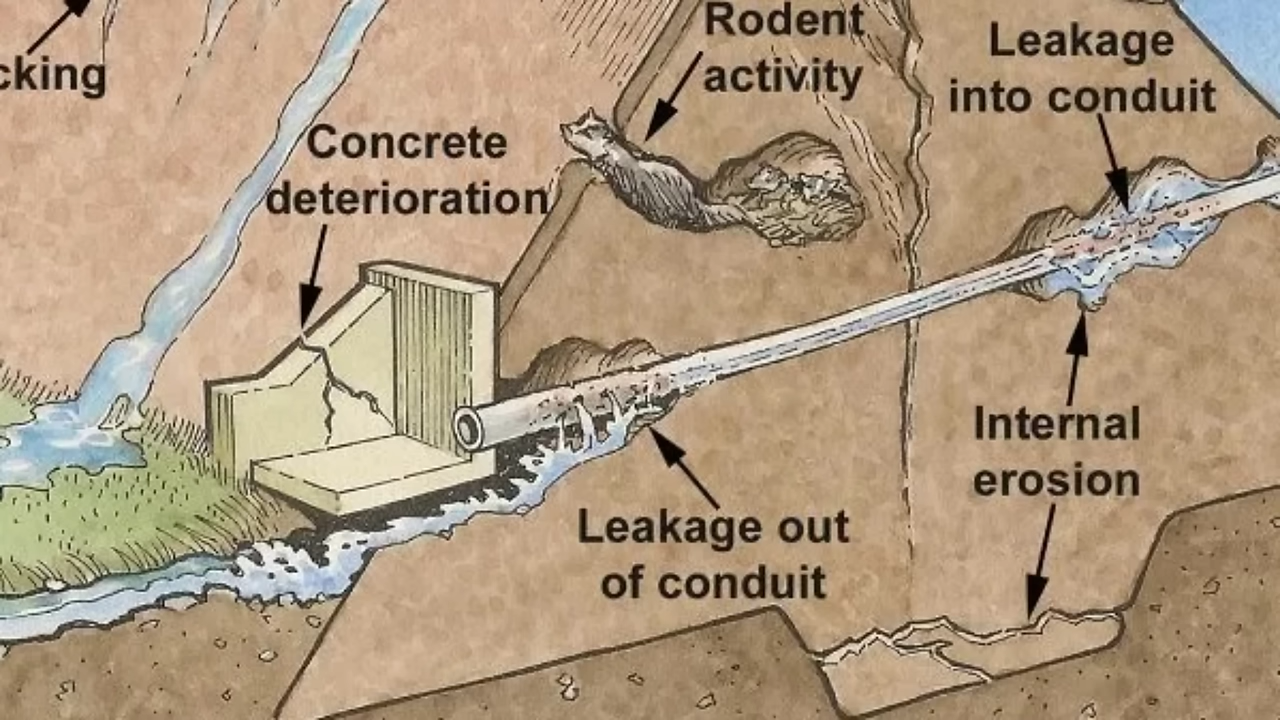 Rodent
activity
Leakage
into conduit
cking
Concrete
deterioration
Internal
erosion
Leakage out
of conduit